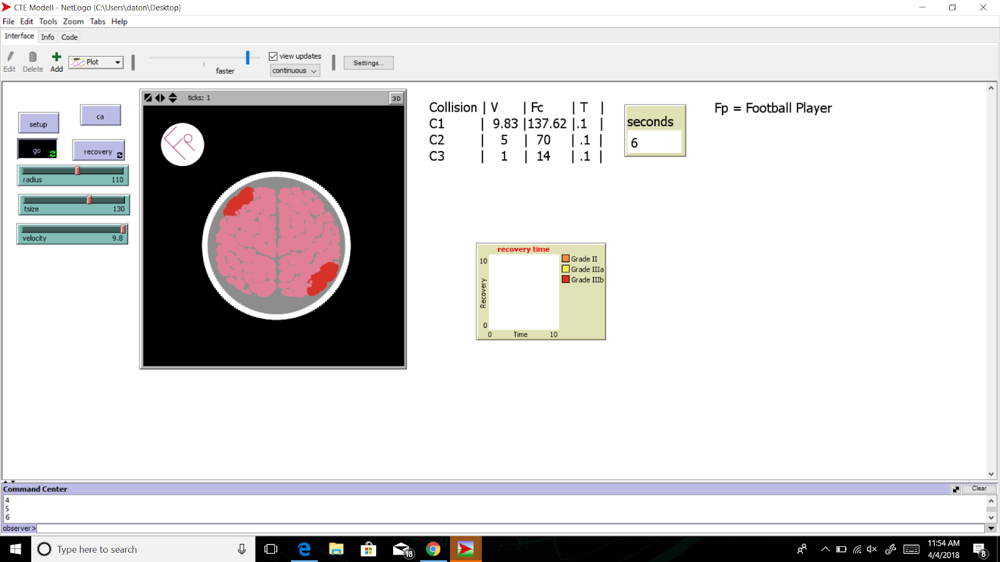 CTE Modell - NetLogo {C:\Users\daton\Desktop}
File Edit Tools Zoom Tabs Help
Interface Info Code
Edit Delete Add Plot faster view updates continuous Settings...
ticks: 1 3D
setup ca
go recovery
radius 110
tsize 130
velocity 9.8
FP
Collision | V | Fc | T |
C1 | 9.83 |137.62 |.1 |
C2 | 5 | 70 | .1 |
C3 | 1 | 14 | .1 |
seconds
6
Fp = Football Player
recovery time
10
Recovery
0
0 Time 10
Grade II
Grade IIIa
Grade IIIb
Command Center Clear
4
5
6
observer>
Type here to search
18
11:54 AM
4/4/2018
8